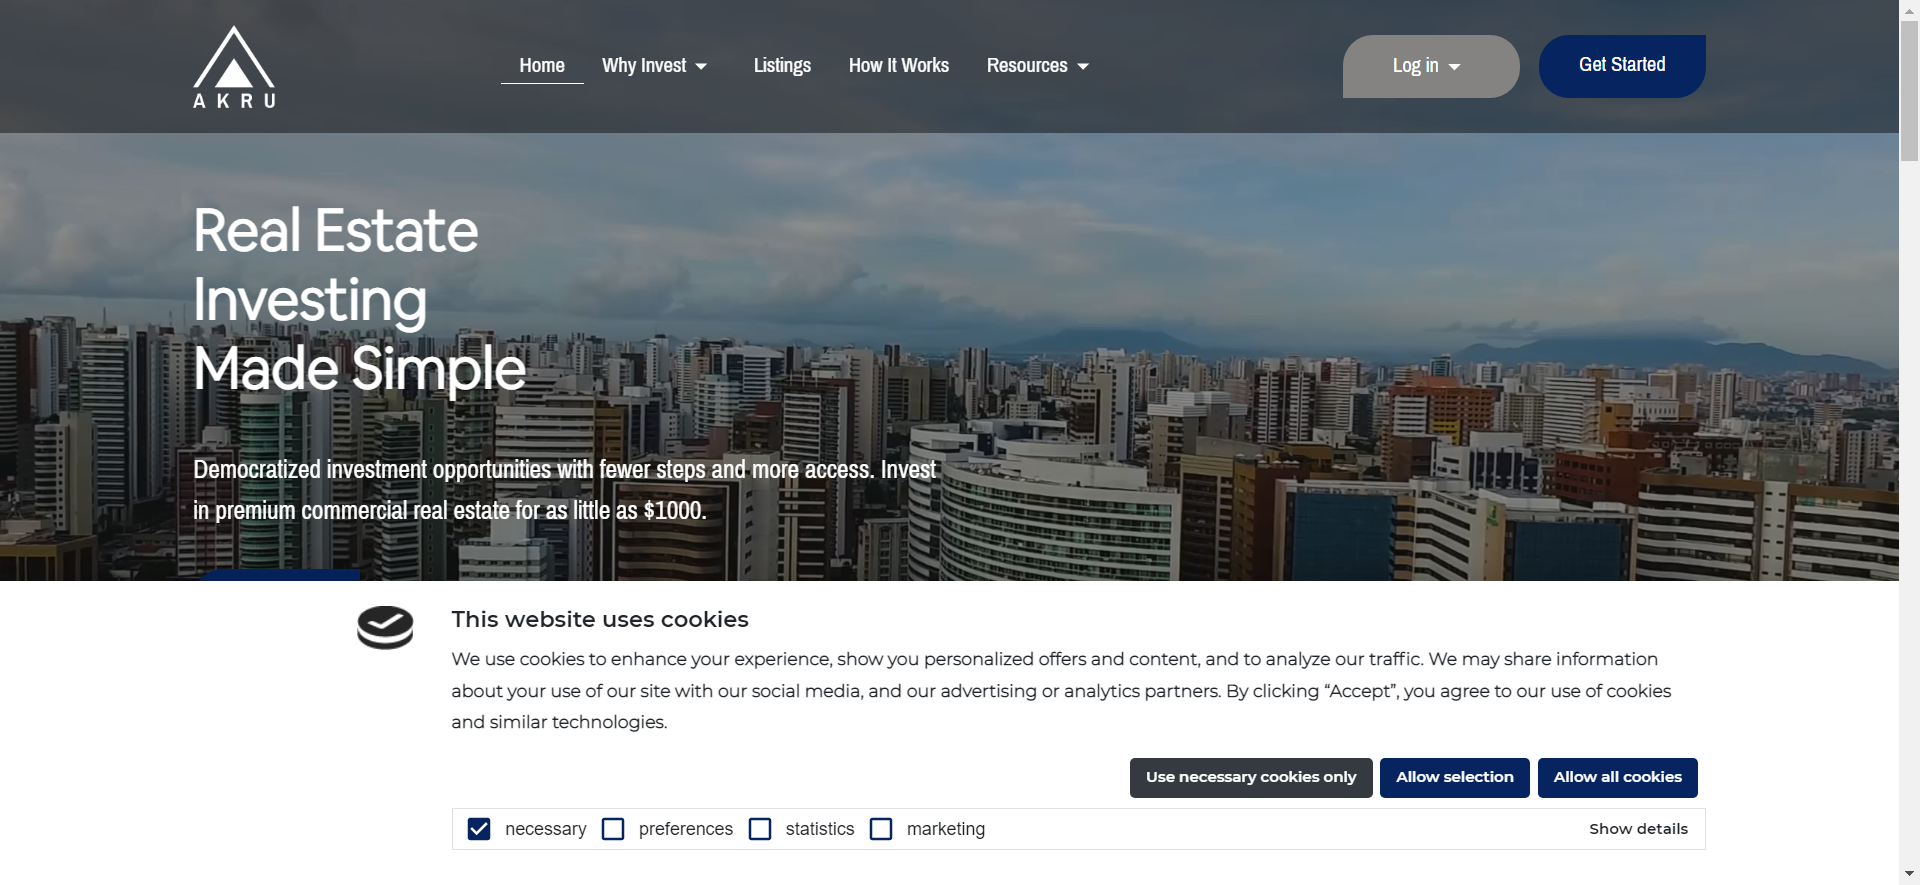 AKRU
Home
Why Invest
Listings
How It Works
Resources
Log in
Get Started
Real Estate
Investing
Made Simple
Democratized investment opportunities with fewer steps and more access. Invest
in premium commercial real estate for as little as $1000.
This website uses cookies
We use cookies to enhance your experience, show you personalized offers and content, and to analyze our traffic. We may share information
about your use of our site with our social media, and our advertising or analytics partners. By clicking “Accept”, you agree to our use of cookies
and similar technologies.
Use necessary cookies only
Allow selection
Allow all cookies
necessary
preferences
statistics
marketing
Show details